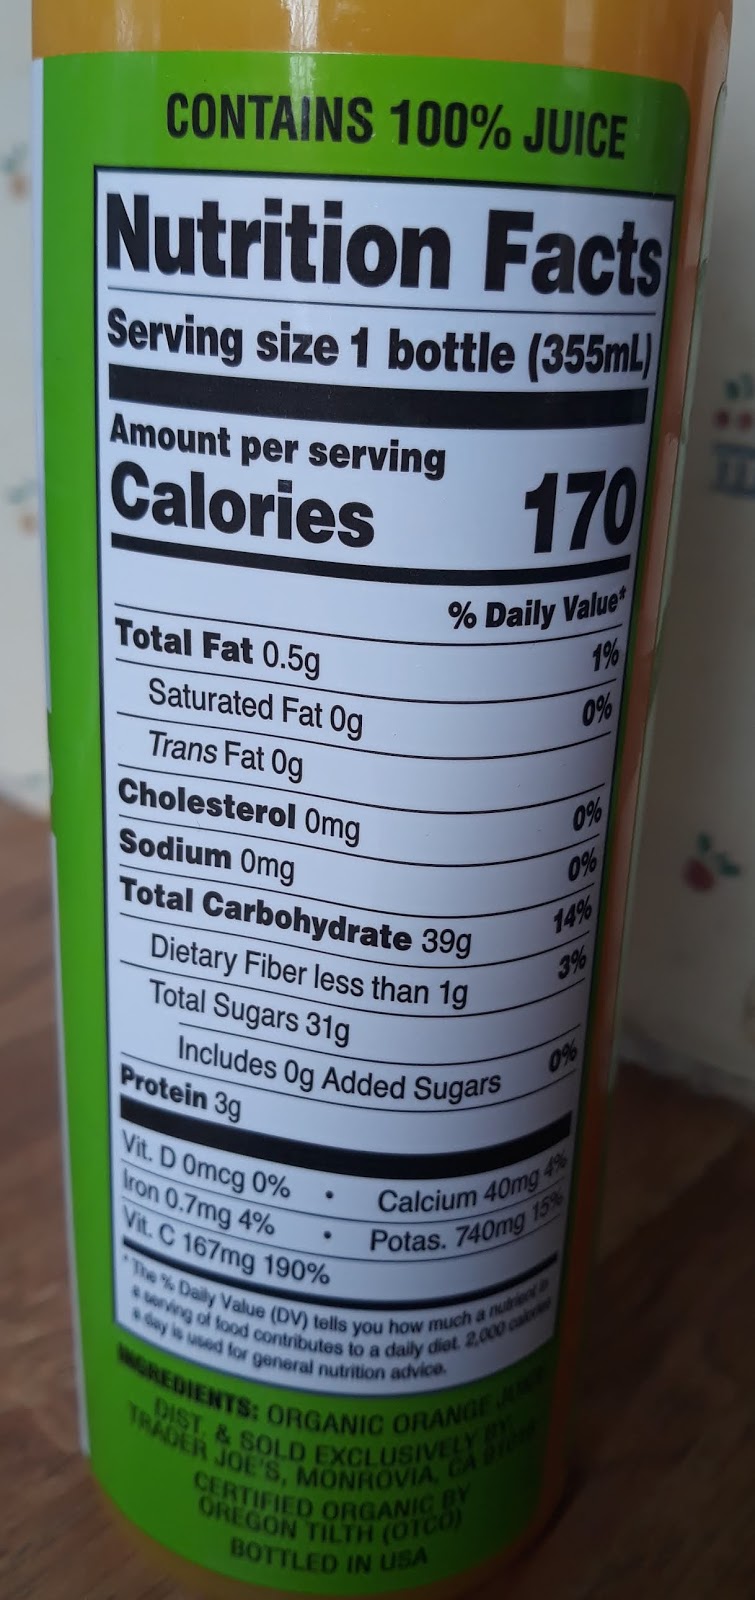 CONTAINS 100% JUICE
Nutrition Facts
Serving size 1 bottle (355mL)
Amount per serving
Calories 170
% Daily Value*
Total Fat 0.5g 1%
Saturated Fat 0g 0%
Trans Fat 0g
Cholesterol 0mg 0%
Sodium 0mg 0%
Total Carbohydrate 39g 14%
Dietary Fiber less than 1g 3%
Total Sugars 31g
Includes 0g Added Sugars 0%
Protein 3g
Vit. D 0mcg 0% • Calcium 40mg 4%
Iron 0.7mg 4% • Potas. 740mg 15%
Vit. C 167mg 190%
*The % Daily Value (DV) tells you how much a nutrient in
a serving of food contributes to a daily diet. 2,000 calories
a day is used for general nutrition advice.
INGREDIENTS: ORGANIC ORANGE JUICE
DIST. & SOLD EXCLUSIVELY BY:
TRADER JOE'S, MONROVIA, CA
CERTIFIED ORGANIC BY
OREGON TILTH (OTCO)
BOTTLED IN USA